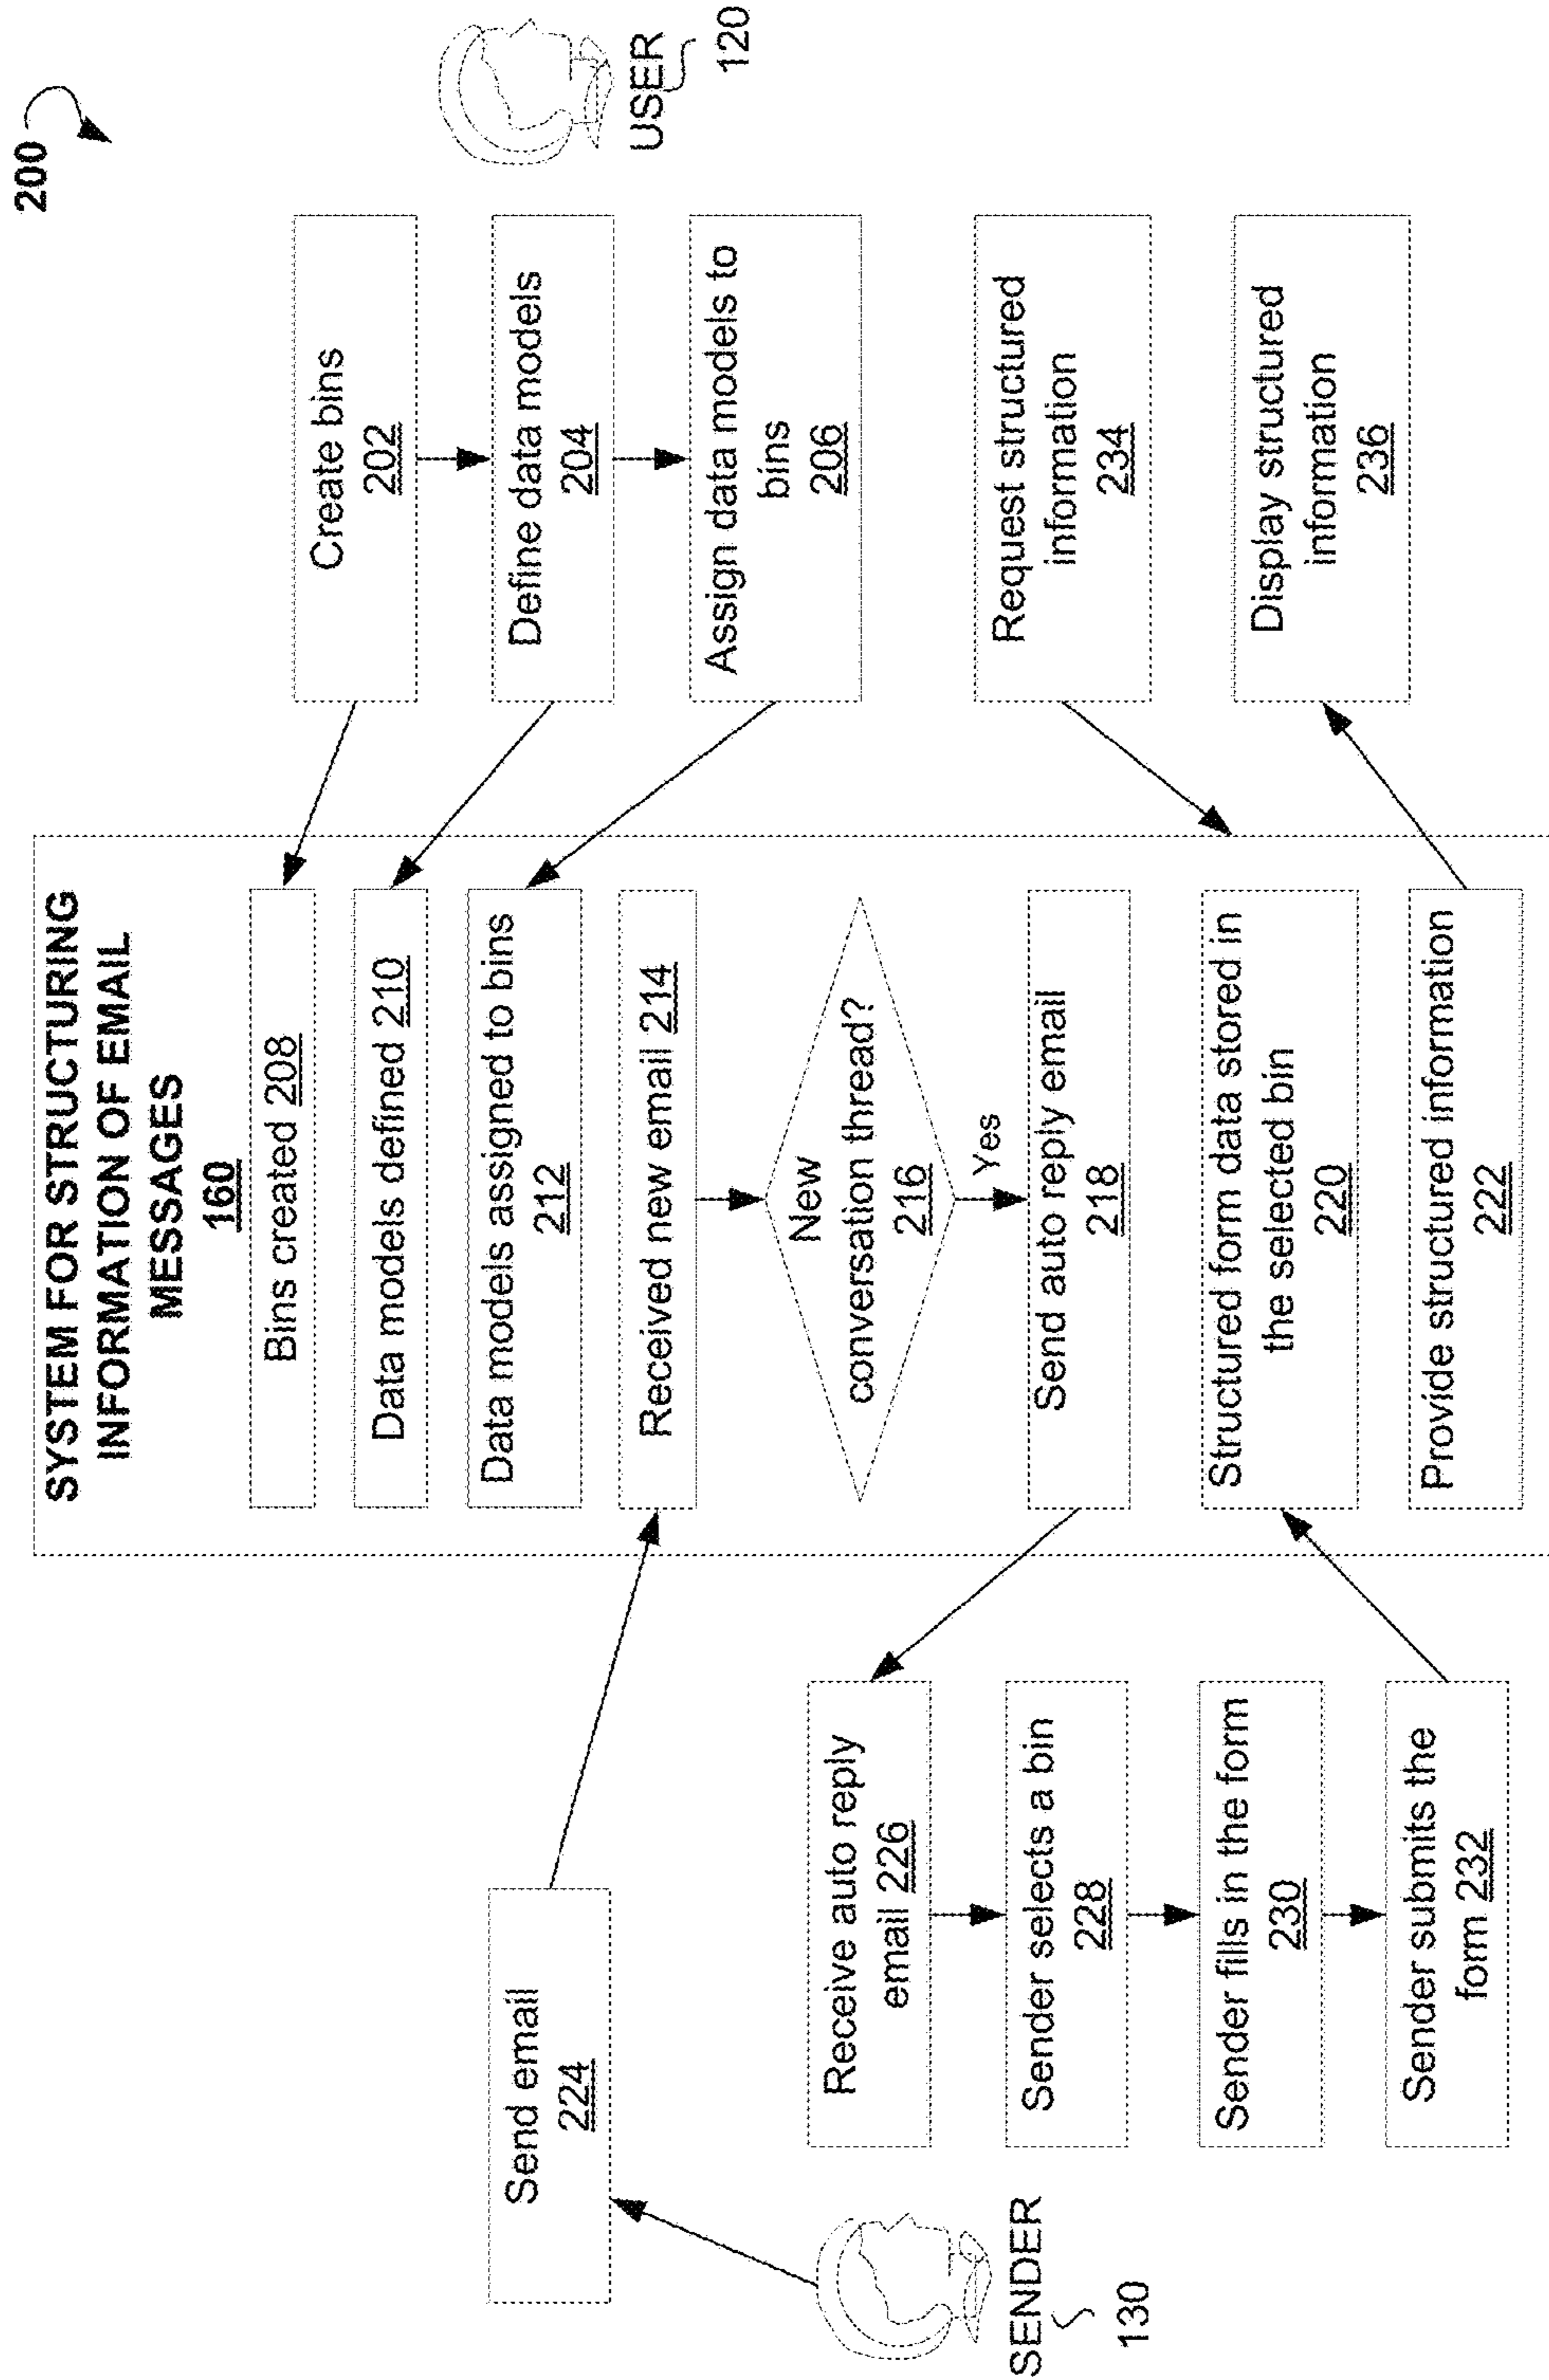 200
SYSTEM FOR STRUCTURING
INFORMATION OF EMAIL
MESSAGES
160
Send email
224
SENDER
130
Receive auto reply
email 226
Sender selects a bin
228
Sender fills in the form
230
Sender submits the
form 232
Bins created 208
Data models defined 210
Data models assigned to bins
212
Received new email 214
New
conversation thread?
216
Yes
Send auto reply email
218
Structured form data stored in
the selected bin
220
Provide structured information
222
Create bins
202
Define data models
204
Assign data models to
bins
206
Request structured
information
234
Display structured
information
236
USER
120